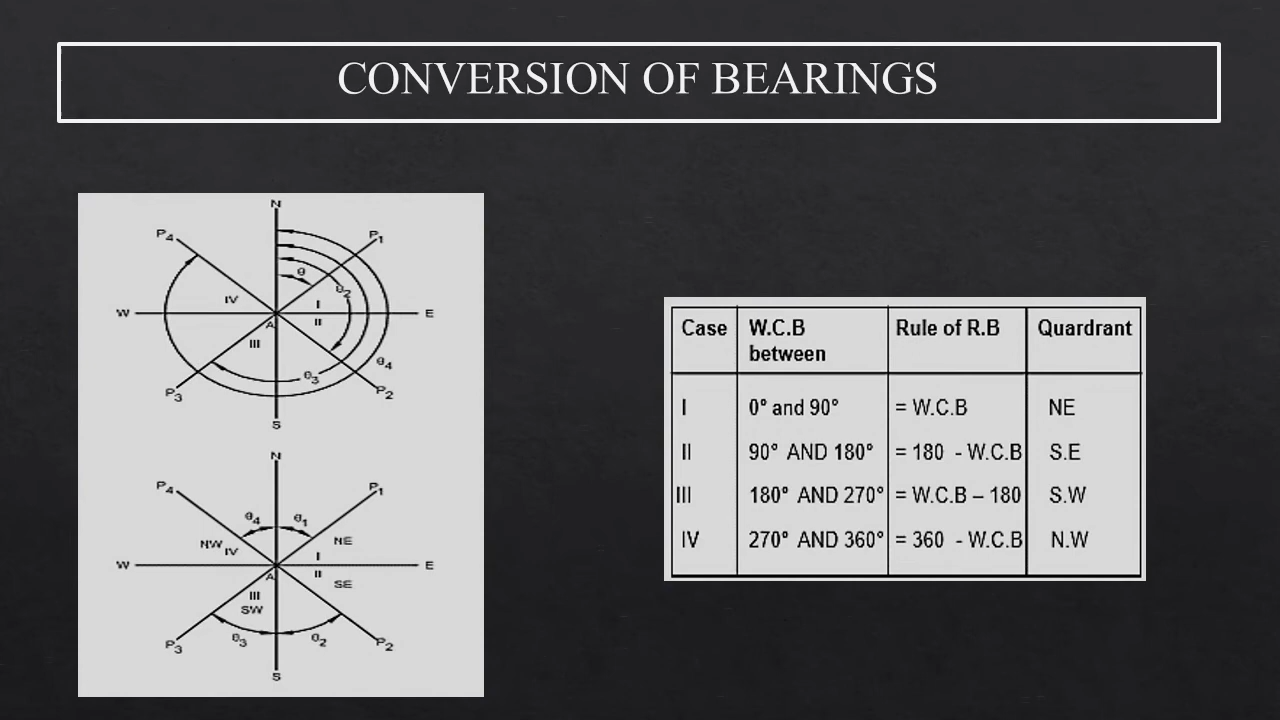 CONVERSION OF BEARINGS
N
P4
P1
θ
θ2
IV
I
W
E
A
II
III
θ4
θ3
P3
P2
S
N
P4
P1
θ4
θ1
NW
IV
NE
I
W
E
A
II
SE
III
SW
θ3
θ2
P3
P2
S
Case W.C.B between Rule of R.B Quardrant
I 0° and 90° = W.C.B NE
II 90° AND 180° = 180 - W.C.B S.E
III 180° AND 270° = W.C.B – 180 S.W
IV 270° AND 360° = 360 - W.C.B N.W